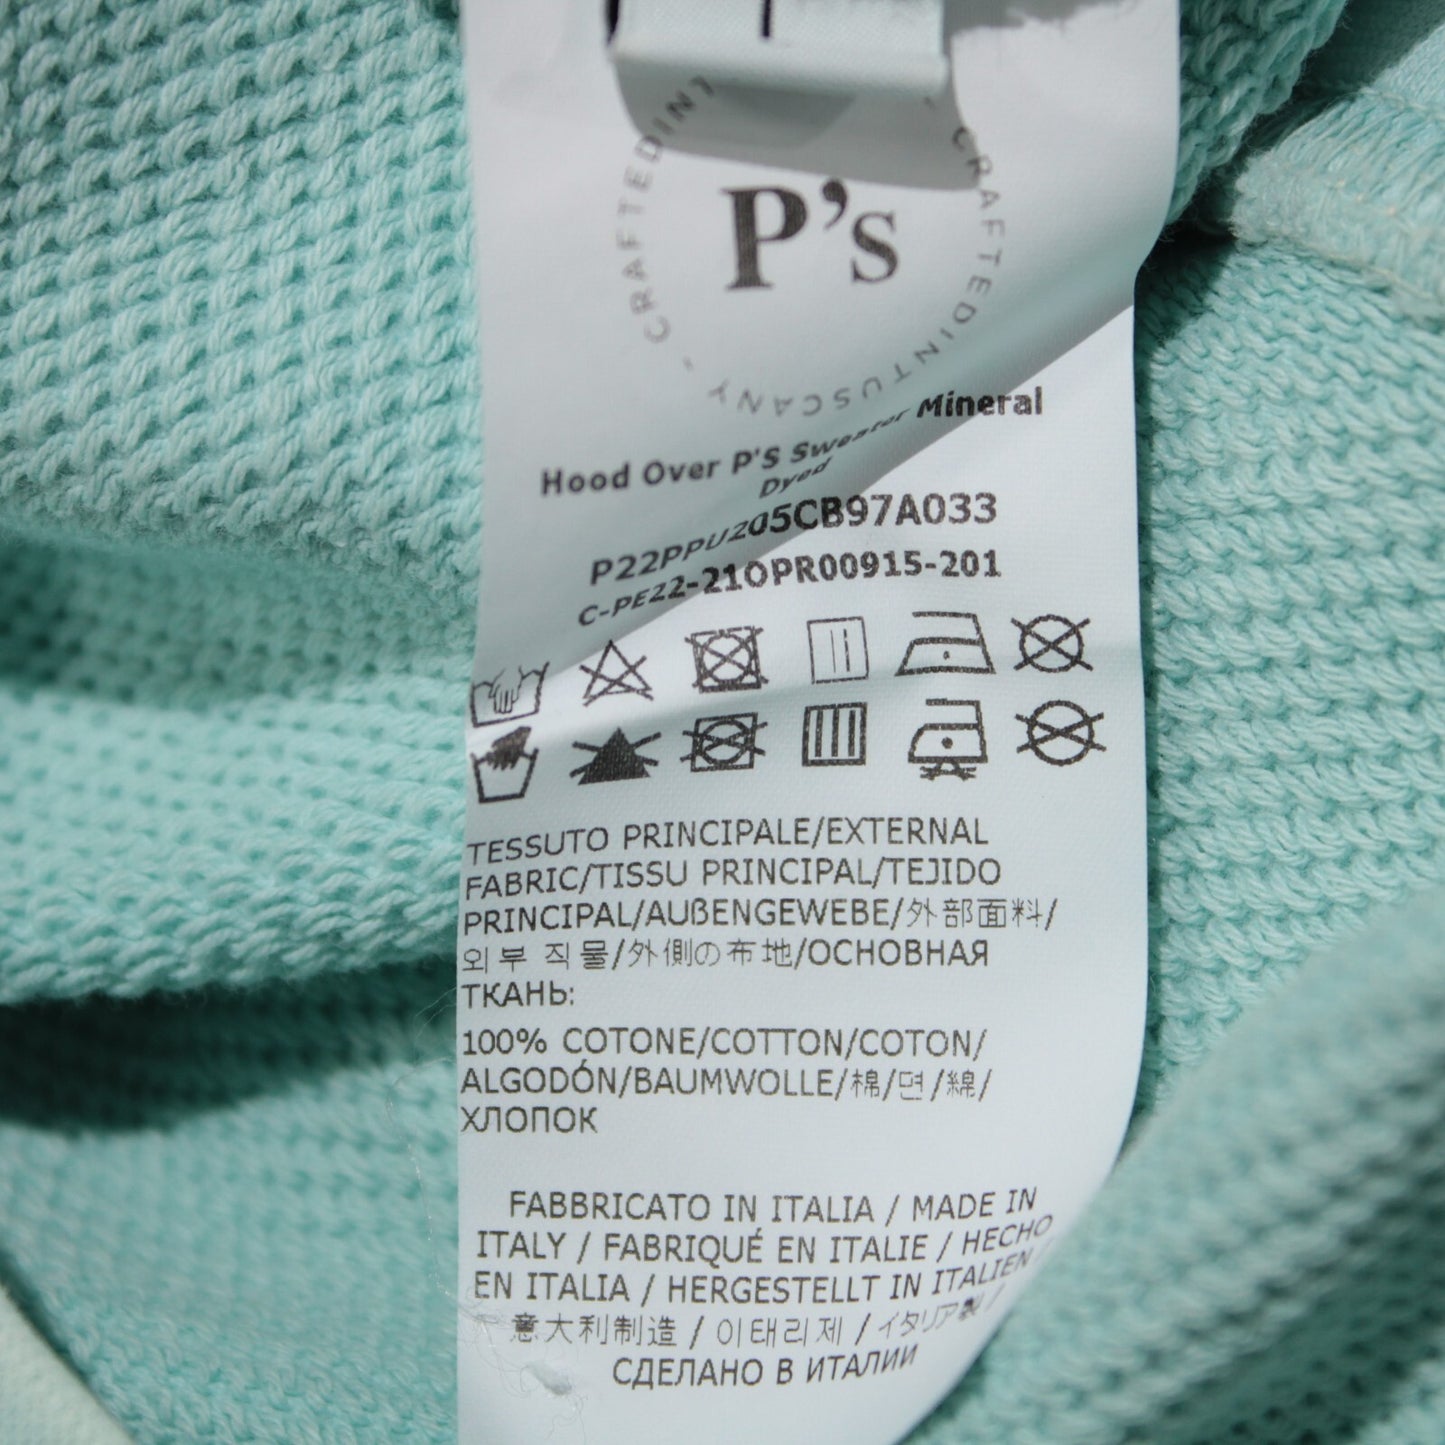 P's
CRAFTEDINTUSCANY - CRAFTEDIN
Hood Over P'S Sweater Mineral
Dyed
P22PPU205CB97A033
C-PE22-21OPR00915-201
TESSUTO PRINCIPALE/EXTERNAL
FABRIC/TISSU PRINCIPAL/TEJIDO
PRINCIPAL/AUßENGEWEBE/外部面料/
외부 직물/外側の布地/ОСНОВНАЯ
ТКАНЬ:
100% COTONE/COTTON/COTON/
ALGODÓN/BAUMWOLLE/棉/면/綿/
ХЛОПОК
FABBRICATO IN ITALIA / MADE IN
ITALY / FABRIQUÉ EN ITALIE / HECHO
EN ITALIA / HERGESTELLT IN ITALIEN /
意大利制造 / 이태리제 / イタリア製 /
СДЕЛАНО В ИТАЛИИ